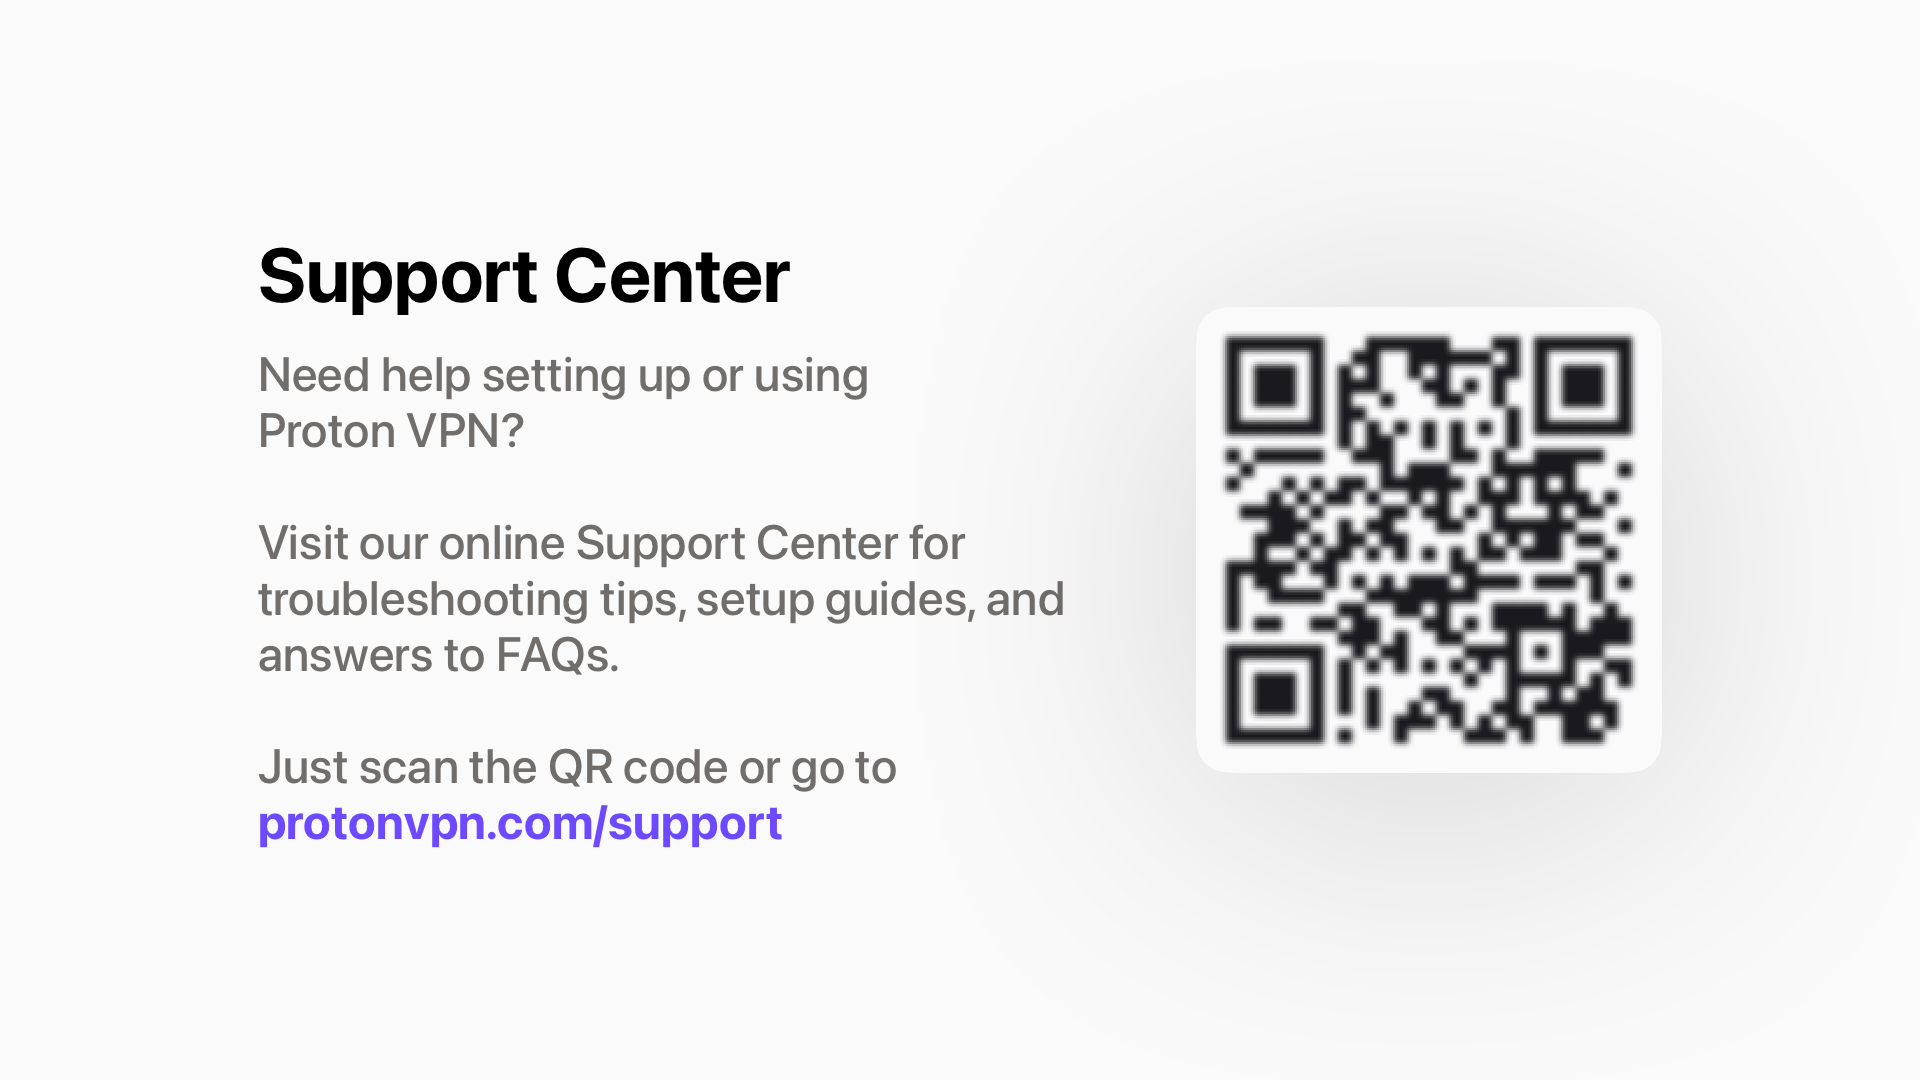 Support Center
Need help setting up or using
Proton VPN?
Visit our online Support Center for
troubleshooting tips, setup guides, and
answers to FAQs.
Just scan the QR code or go to
protonvpn.com/support